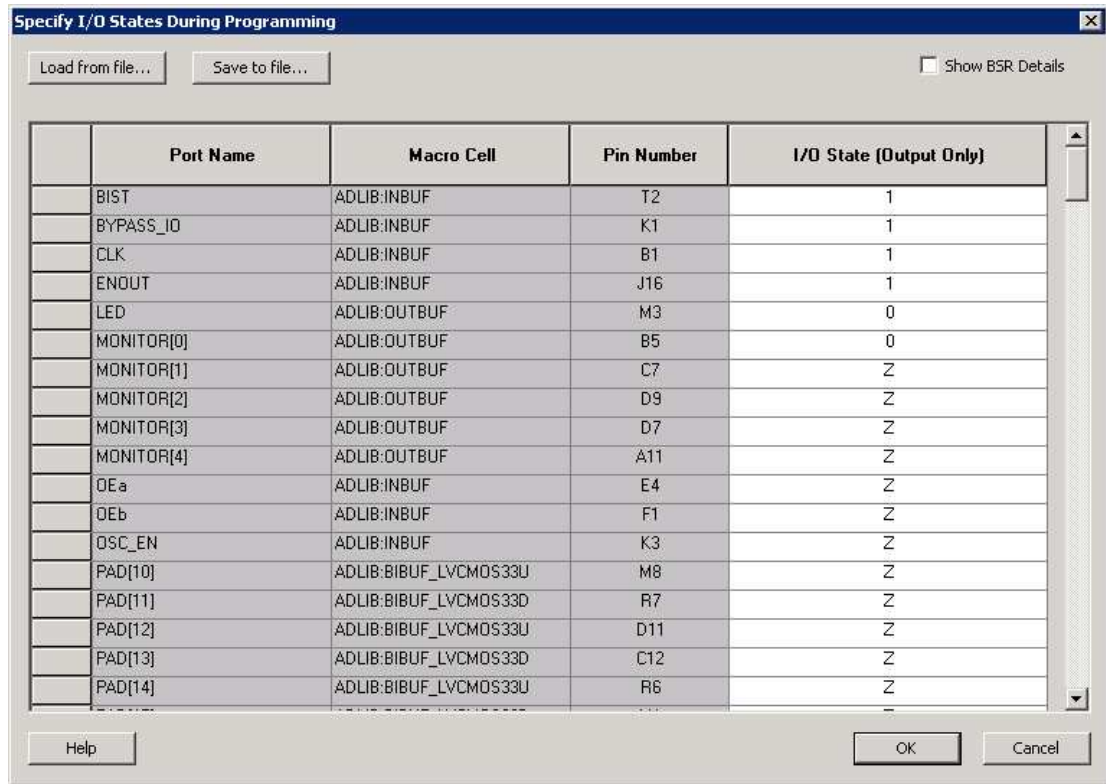 Specify I/O States During Programming
Load from file... Save to file... Show BSR Details
Port Name Macro Cell Pin Number I/O State (Output Only)
BIST ADLIB:INBUF T2 1
BYPASS_IO ADLIB:INBUF K1 1
CLK ADLIB:INBUF B1 1
ENOUT ADLIB:INBUF J16 1
LED ADLIB:OUTBUF M3 0
MONITOR[0] ADLIB:OUTBUF B5 0
MONITOR[1] ADLIB:OUTBUF C7 Z
MONITOR[2] ADLIB:OUTBUF D9 Z
MONITOR[3] ADLIB:OUTBUF D7 Z
MONITOR[4] ADLIB:OUTBUF A11 Z
OEa ADLIB:INBUF E4 Z
OEb ADLIB:INBUF F1 Z
OSC_EN ADLIB:INBUF K3 Z
PAD[10] ADLIB:BIBUF_LVCMOS33U M8 Z
PAD[11] ADLIB:BIBUF_LVCMOS33D R7 Z
PAD[12] ADLIB:BIBUF_LVCMOS33U D11 Z
PAD[13] ADLIB:BIBUF_LVCMOS33D C12 Z
PAD[14] ADLIB:BIBUF_LVCMOS33U R6 Z
Help OK Cancel